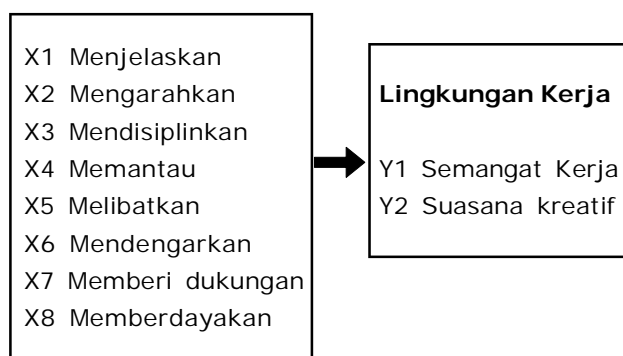 X1 Menjelaskan
X2 Mengarahkan
X3 Mendisiplinkan
X4 Memantau
X5 Melibatkan
X6 Mendengarkan
X7 Memberi dukungan
X8 Memberdayakan
Lingkungan Kerja
Y1 Semangat Kerja
Y2 Suasana kreatif